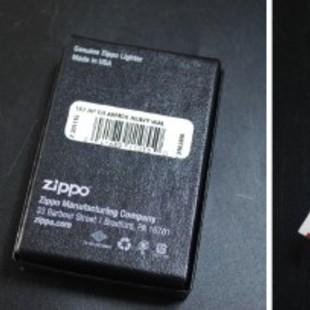 Genuine Zippo Lighter
Made in USA
zippo
Zippo Manufacturing Company
33 Barbour Street / Bradford, PA 16701
zippo.com